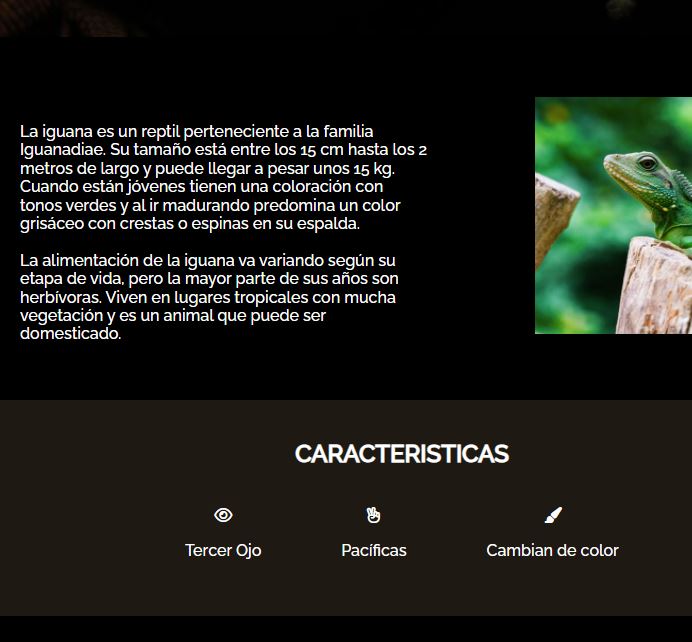 La iguana es un reptil perteneciente a la familia
Iguanadiae. Su tamaño está entre los 15 cm hasta los 2
metros de largo y puede llegar a pesar unos 15 kg.
Cuando están jóvenes tienen una coloración con
tonos verdes y al ir madurando predomina un color
grisáceo con crestas o espinas en su espalda.
La alimentación de la iguana va variando según su
etapa de vida, pero la mayor parte de sus años son
herbívoras. Viven en lugares tropicales con mucha
vegetación y es un animal que puede ser
domesticado.
CARACTERISTICAS
Tercer Ojo
Pacíficas
Cambian de color